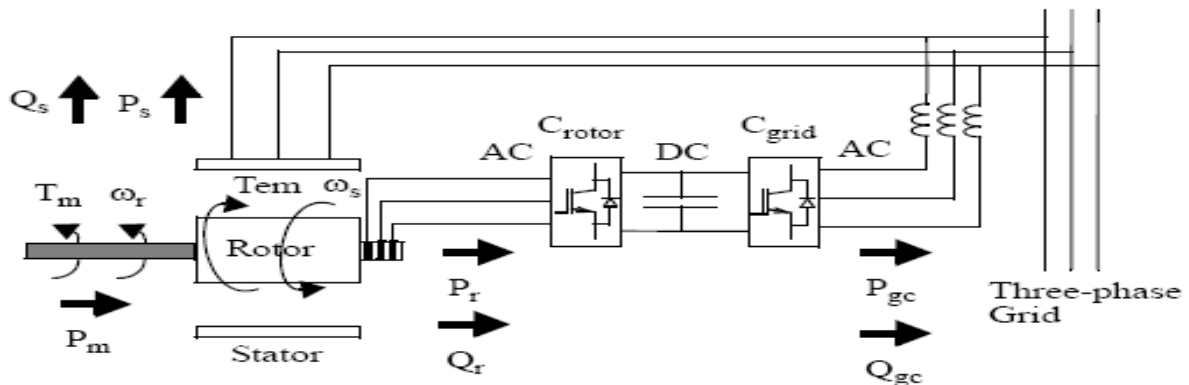 Qs Ps
Crotor Cgrid
AC DC AC
Tm ωr Tem ωs
Rotor
Pm Pr Pgc
Three-phase
Grid
Stator Qr Qgc